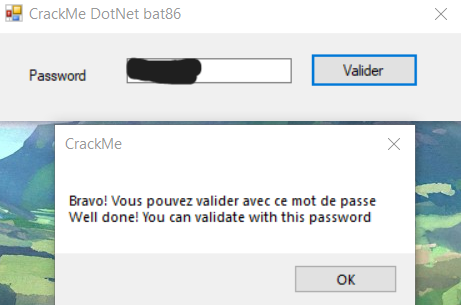 CrackMe DotNet bat86
Password
Valider
CrackMe
Bravo! Vous pouvez valider avec ce mot de passe
Well done! You can validate with this password
OK